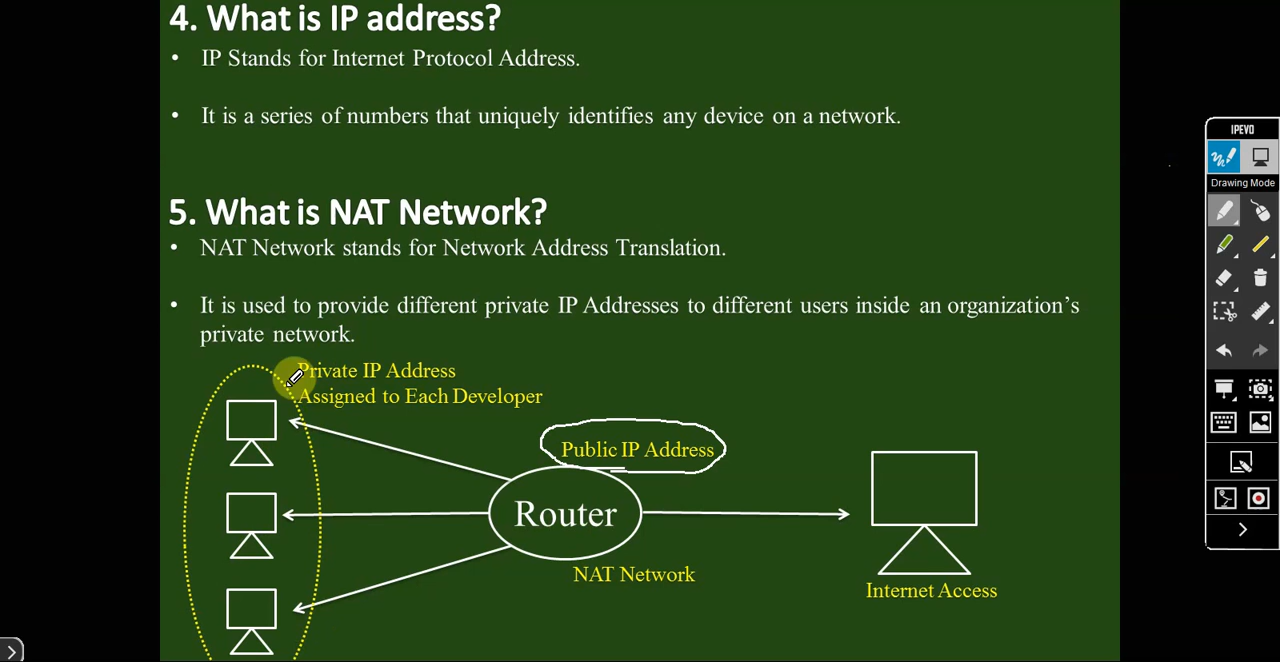 4. What is IP address?
• IP Stands for Internet Protocol Address.
• It is a series of numbers that uniquely identifies any device on a network.
5. What is NAT Network?
• NAT Network stands for Network Address Translation.
• It is used to provide different private IP Addresses to different users inside an organization’s
private network.
Private IP Address
Assigned to Each Developer
Public IP Address
Router
NAT Network
Internet Access
IPEVO
Drawing Mode